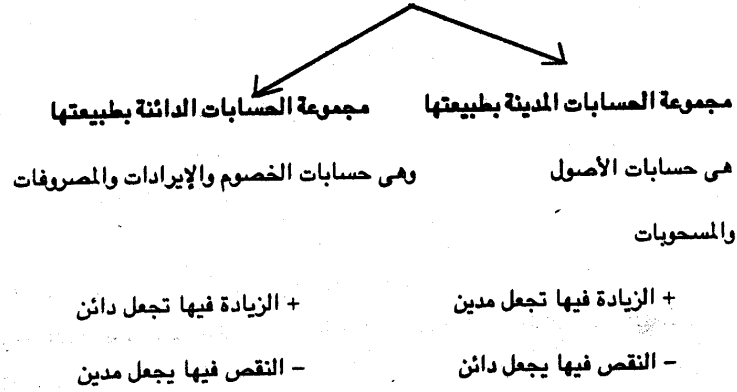 مجموعة الحسابات المدينة بطبيعتها
هى حسابات الأصول
والمسحوبات
+ الزيادة فيها تجعل مدين
– النقص فيها يجعل دائن
مجموعة الحسابات الدائنة بطبيعتها
وهى حسابات الخصوم والإيرادات والمصروفات
+ الزيادة فيها تجعل دائن
– النقص فيها يجعل مدين